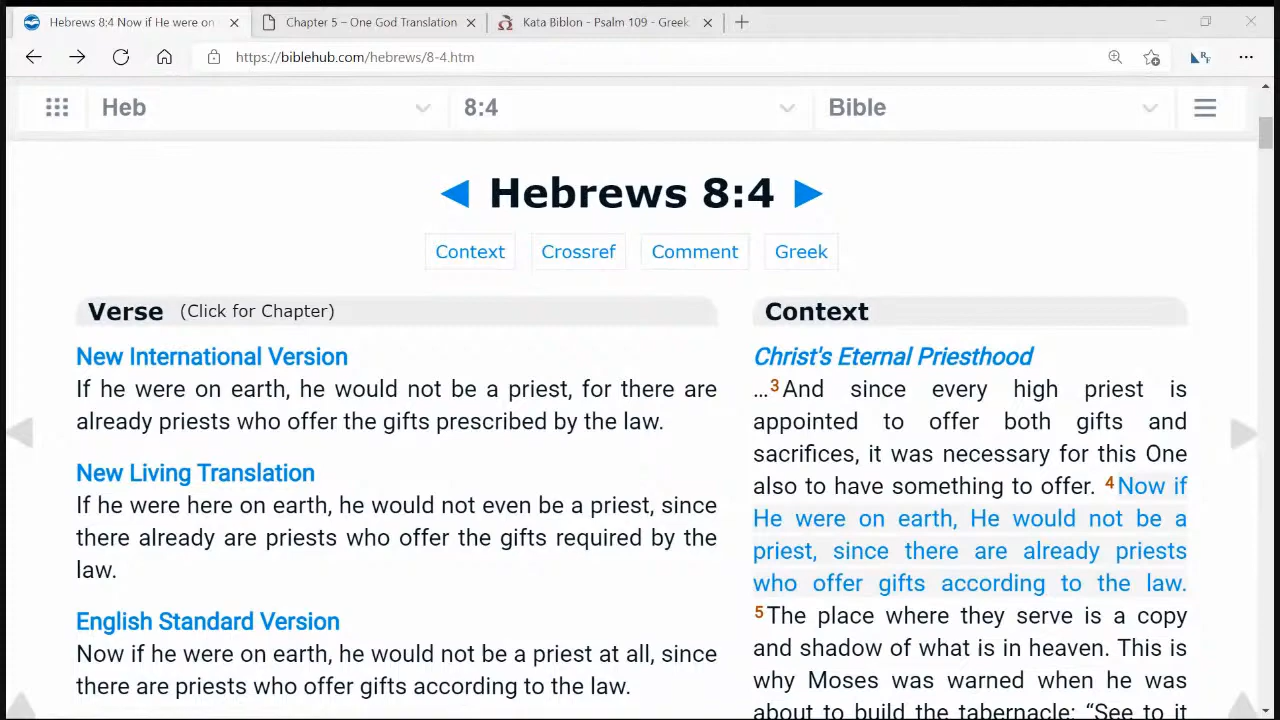 Hebrews 8:4 Now if He were on
Chapter 5 – One God Translation
Kata Biblon - Psalm 109 - Greek
https://biblehub.com/hebrews/8-4.htm
RF
Heb
8:4
Bible
Hebrews 8:4
Context
Crossref
Comment
Greek
Verse (Click for Chapter)
New International Version
If he were on earth, he would not be a priest, for there are
already priests who offer the gifts prescribed by the law.
New Living Translation
If he were here on earth, he would not even be a priest, since
there already are priests who offer the gifts required by the
law.
English Standard Version
Now if he were on earth, he would not be a priest at all, since
there are priests who offer gifts according to the law.
Context
Christ's Eternal Priesthood
…3And since every high priest is
appointed to offer both gifts and
sacrifices, it was necessary for this One
also to have something to offer. 4Now if
He were on earth, He would not be a
priest, since there are already priests
who offer gifts according to the law.
5The place where they serve is a copy
and shadow of what is in heaven. This is
why Moses was warned when he was
about to build the tabernacle: “See to it